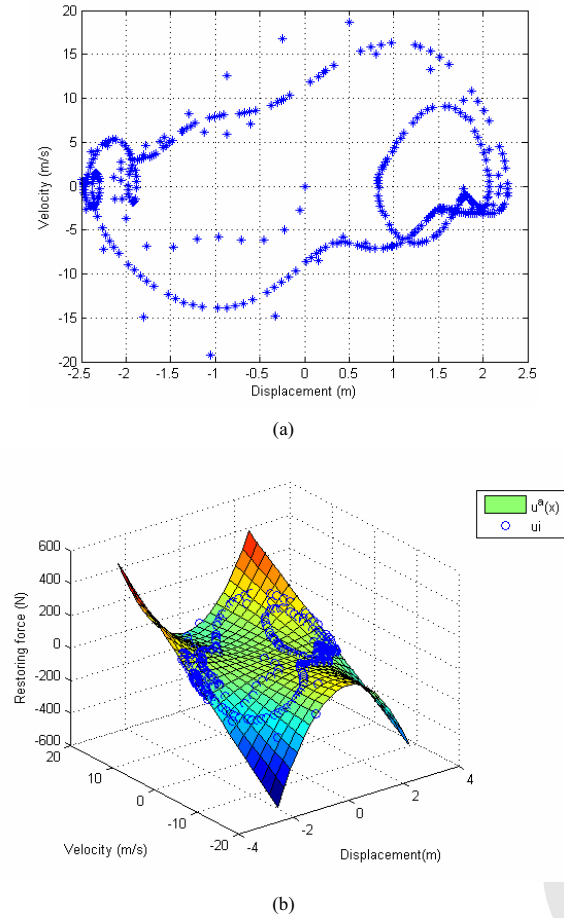 20
15
10
5
0
-5
-10
-15
-20
Velocity (m/s)
-2.5 -2 -1.5 -1 -0.5 0 0.5 1 1.5 2 2.5
Displacement (m)
(a)
u^a(x)
ui
600
400
200
0
-200
-400
-600
Restoring force (N)
20
10
0
-10
-20
Velocity (m/s)
-4
-2
0
2
4
Displacement(m)
(b)